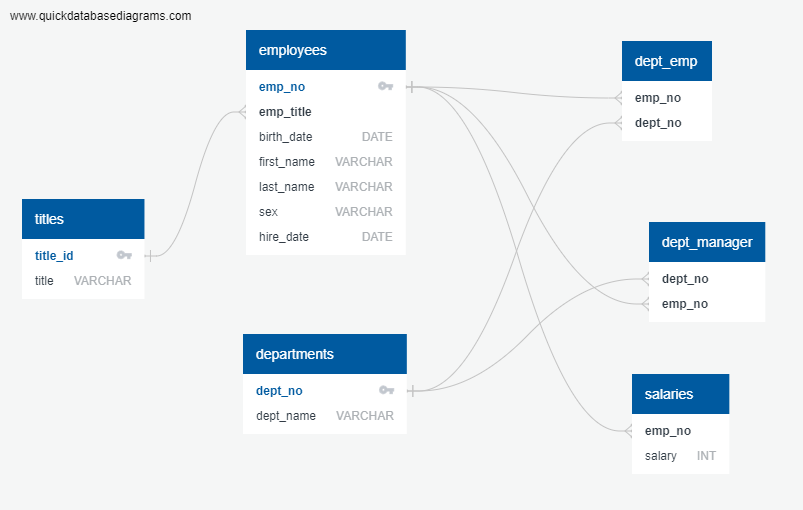 www.quickdatabasediagrams.com
employees
emp_no
emp_title
birth_date DATE
first_name VARCHAR
last_name VARCHAR
sex VARCHAR
hire_date DATE
dept_emp
emp_no
dept_no
titles
title_id
title VARCHAR
dept_manager
dept_no
emp_no
departments
dept_no
dept_name VARCHAR
salaries
emp_no
salary INT